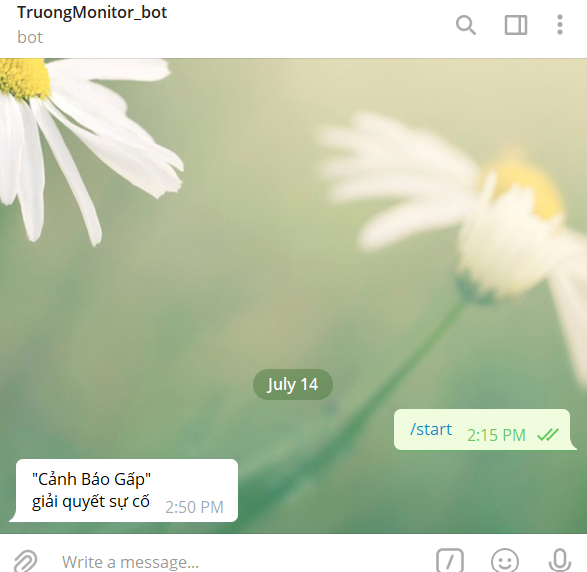 TruongMonitor_bot
bot
July 14
/start 2:15 PM
"Cảnh Báo Gấp"
giải quyết sự cố 2:50 PM
Write a message...